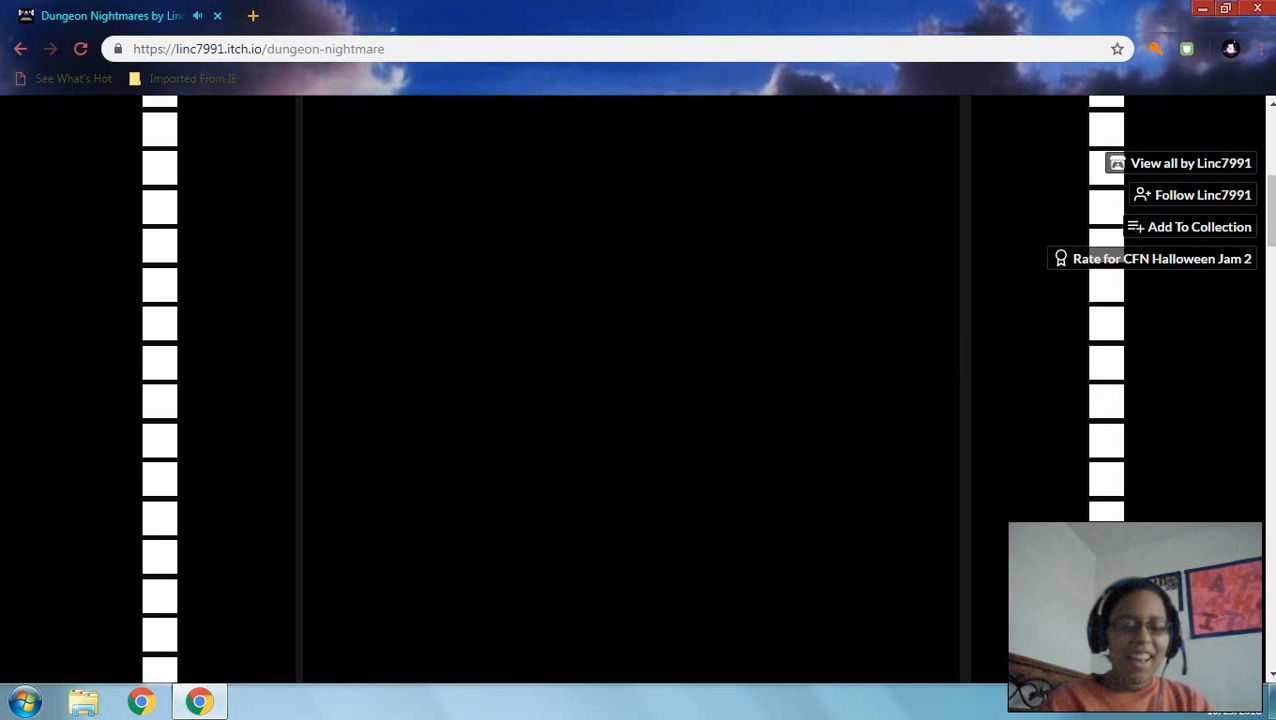 Dungeon Nightmares by Linc
https://linc7991.itch.io/dungeon-nightmare
See What's Hot
Imported From IE
View all by Linc7991
Follow Linc7991
Add To Collection
Rate for CFN Halloween Jam 2